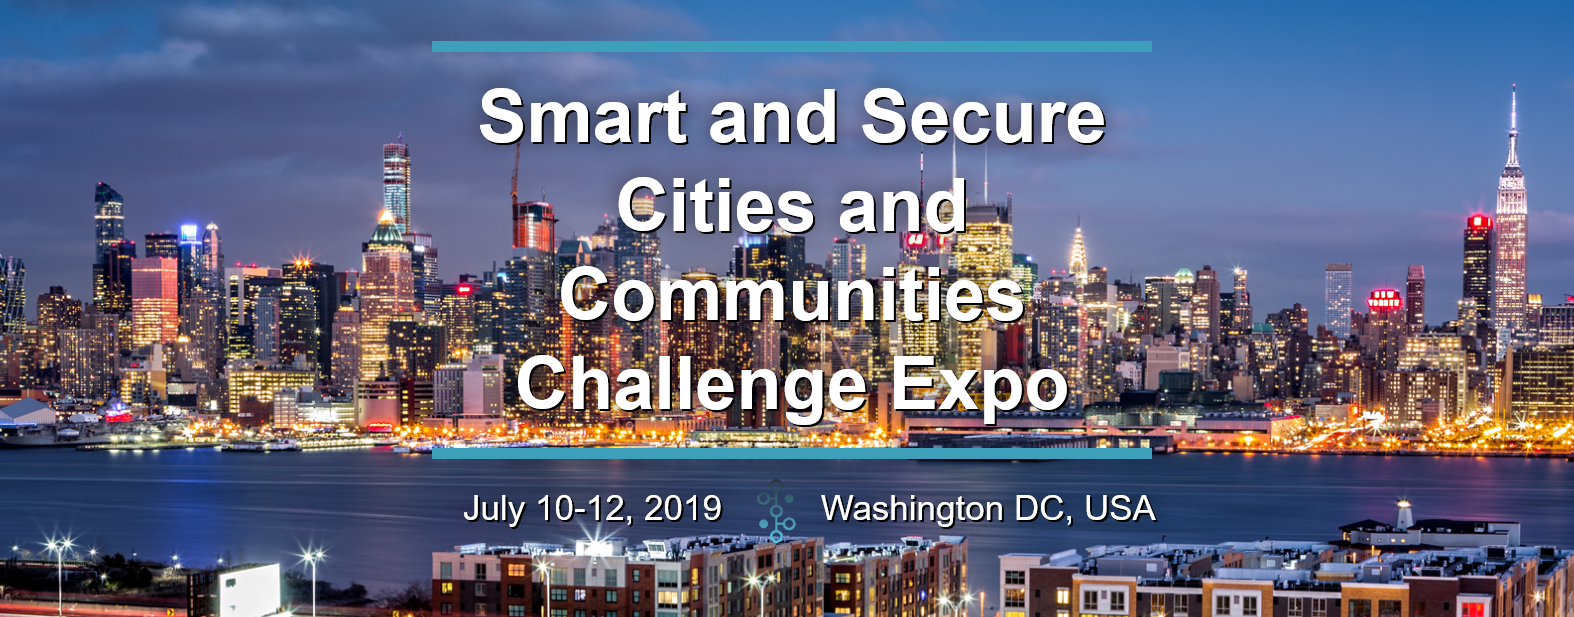 Smart and Secure
Cities and
Communities
Challenge Expo
July 10-12, 2019 Washington DC, USA